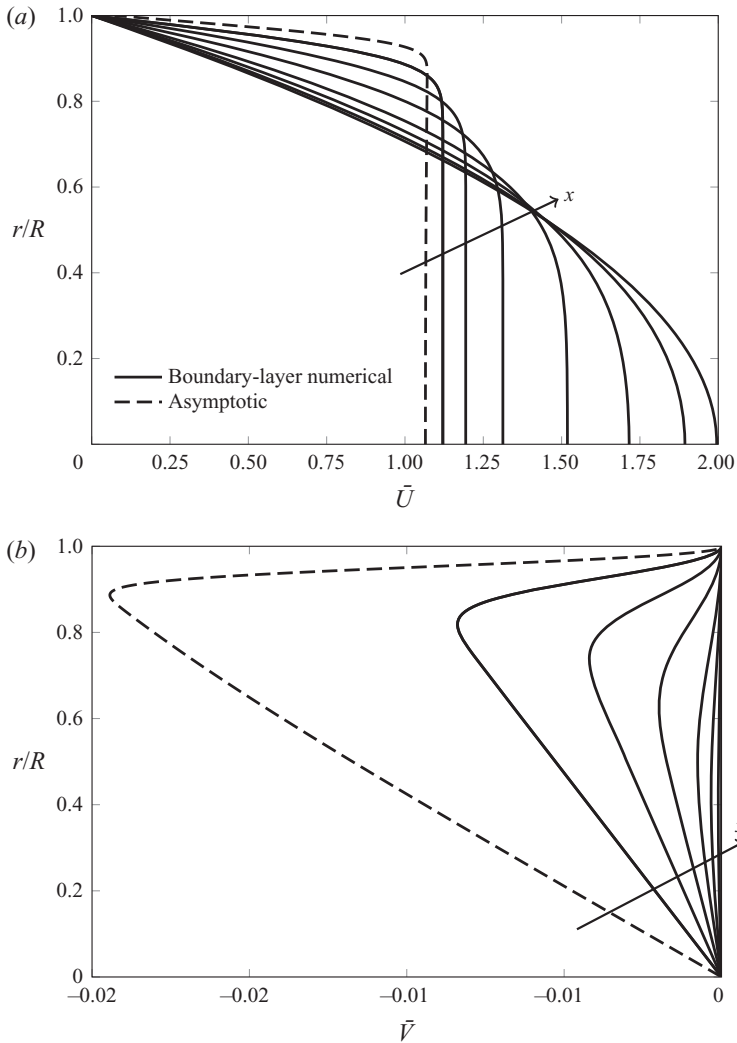 (a)
1.0
0.8
0.6
r/R
0.4
0.2
x
Boundary-layer numerical
Asymptotic
0 0.25 0.50 0.75 1.00 1.25 1.50 1.75 2.00
Ū
(b)
1.0
0.8
0.6
r/R
0.4
0.2
0
–0.02 –0.02 –0.01 –0.01 0
V̄